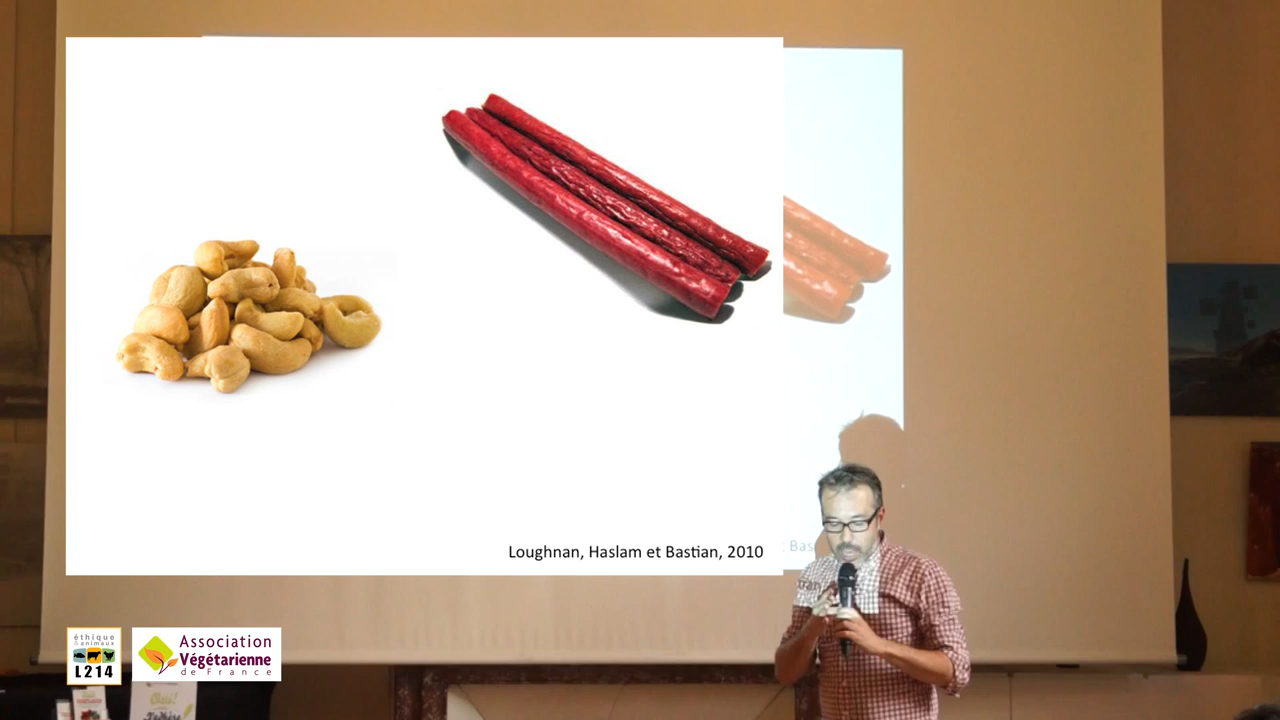 Loughnan, Haslam et Bastian, 2010
éthique
& animaux
L214
Association
Végétarienne
de France